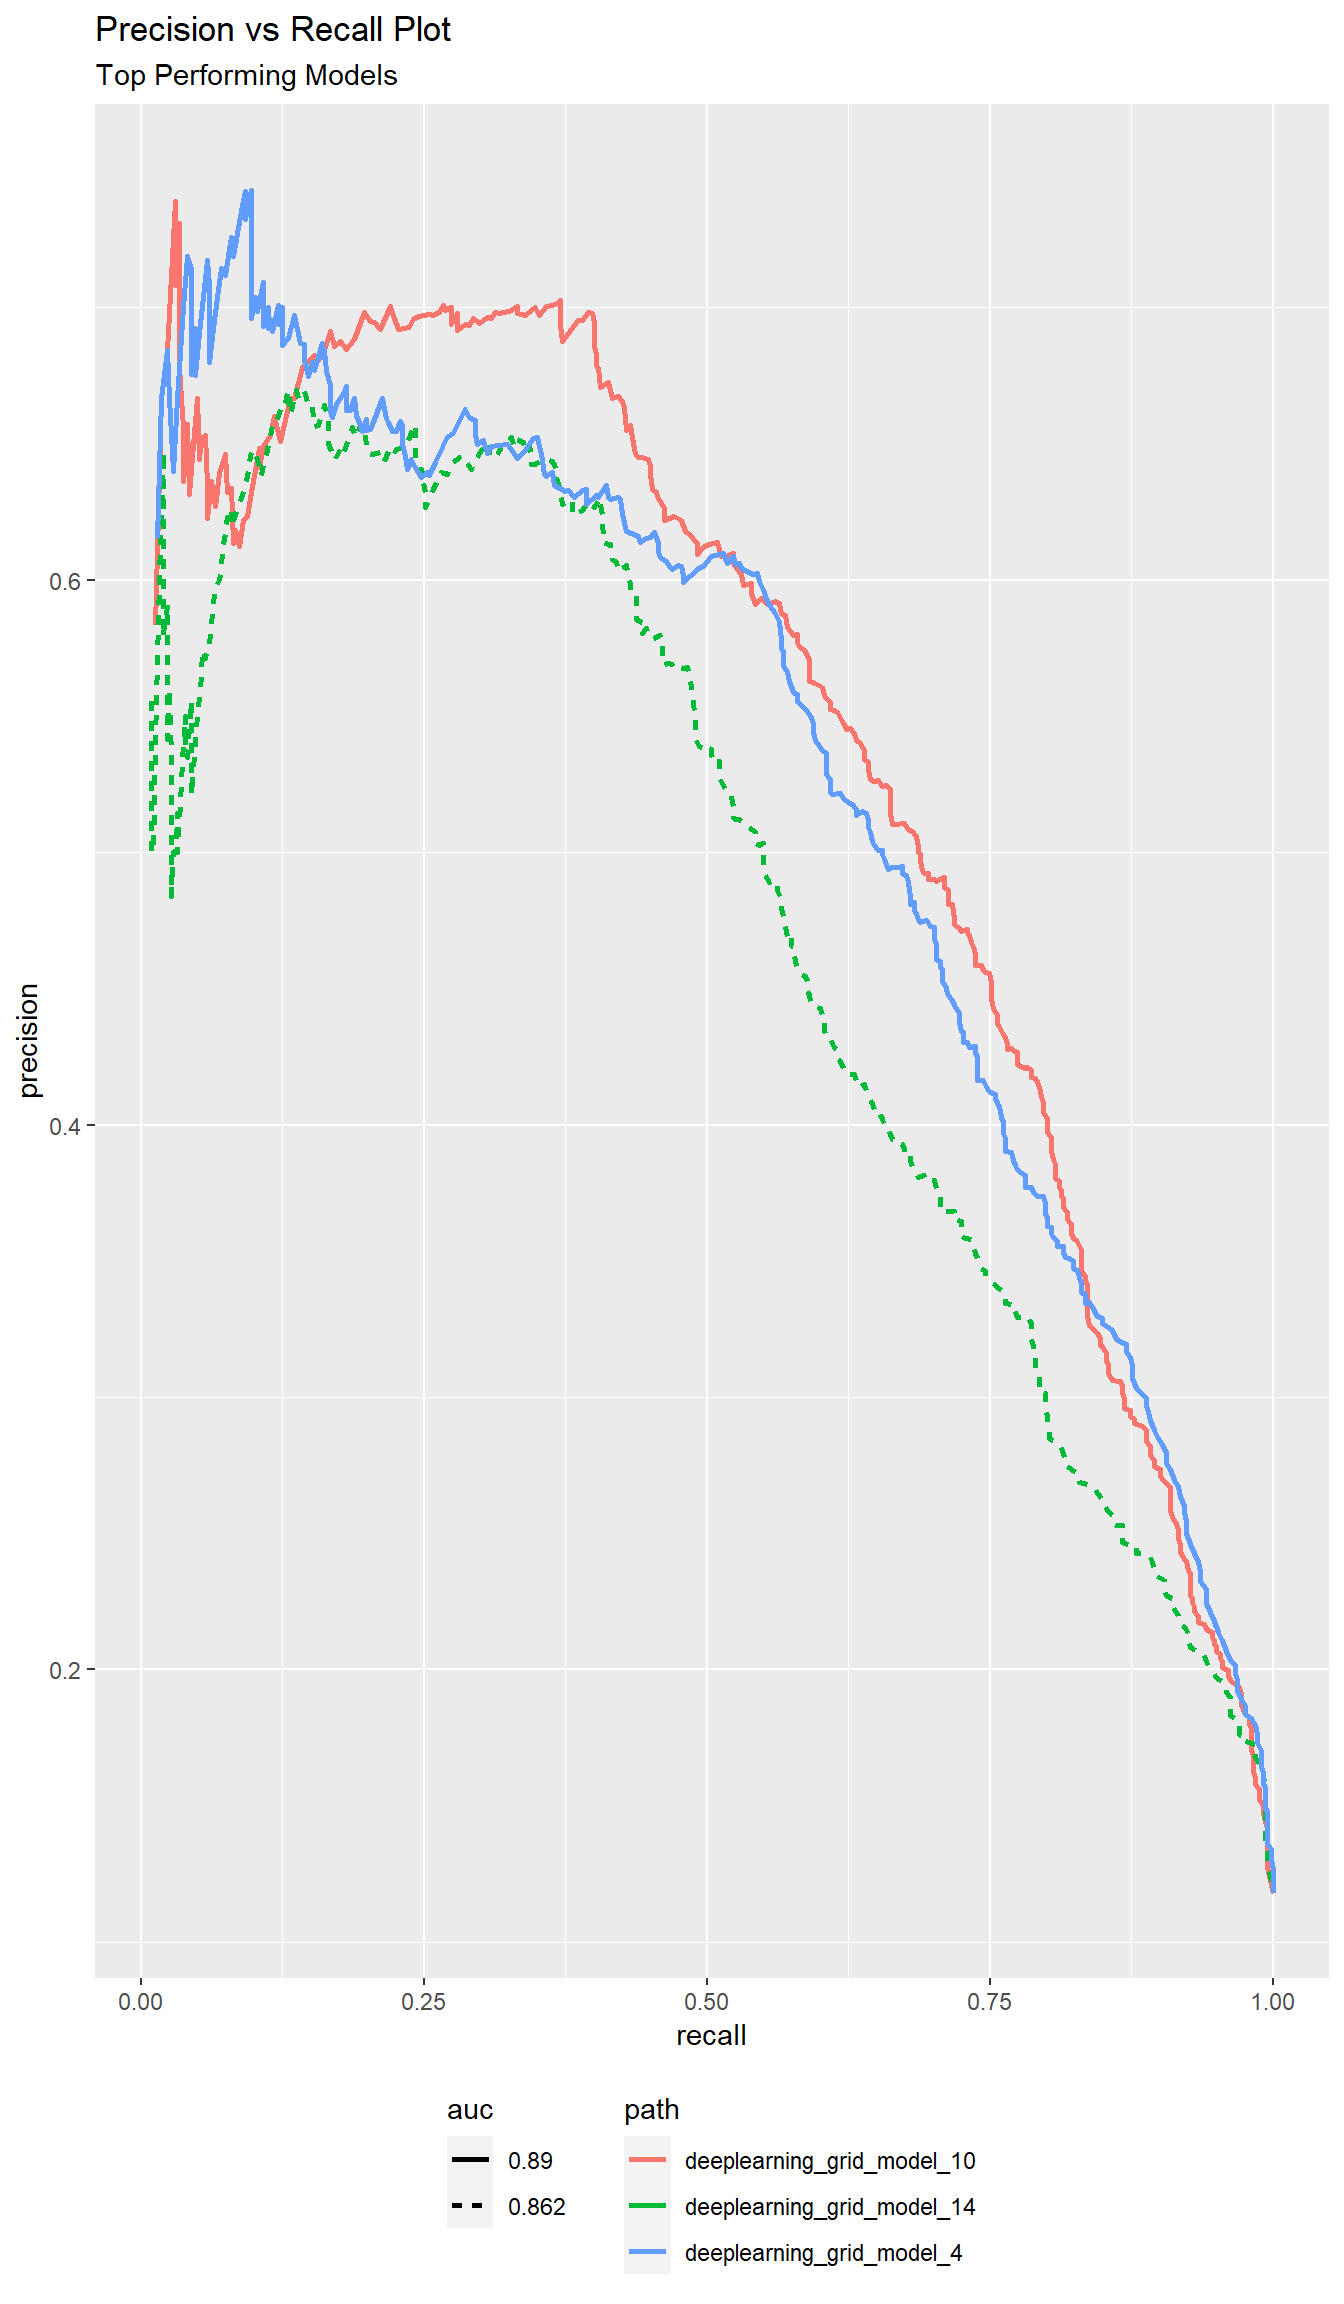 Precision vs Recall Plot
Top Performing Models
precision
0.6
0.4
0.2
0.00 0.25 0.50 0.75 1.00
recall
auc
0.89
0.862
path
deeplearning_grid_model_10
deeplearning_grid_model_14
deeplearning_grid_model_4